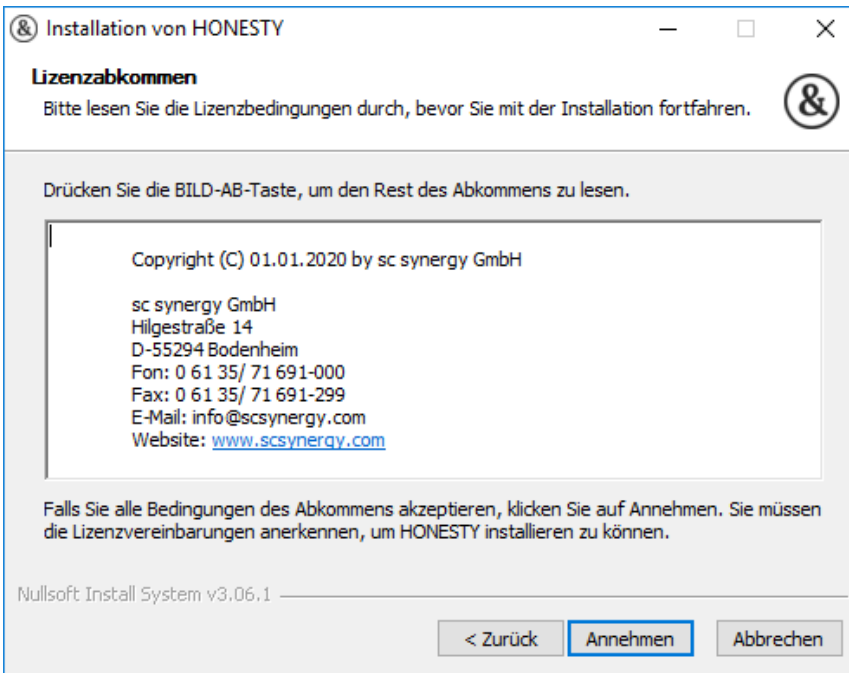 & Installation von HONESTY
Lizenzabkommen
Bitte lesen Sie die Lizenzbedingungen durch, bevor Sie mit der Installation fortfahren.
&
Drücken Sie die BILD-AB-Taste, um den Rest des Abkommens zu lesen.
Copyright (C) 01.01.2020 by sc synergy GmbH
sc synergy GmbH
Hilgestraße 14
D-55294 Bodenheim
Fon: 0 61 35/ 71 691-000
Fax: 0 61 35/ 71 691-299
E-Mail: info@scsynergy.com
Website: www.scsynergy.com
Falls Sie alle Bedingungen des Abkommens akzeptieren, klicken Sie auf Annehmen. Sie müssen
die Lizenzvereinbarungen anerkennen, um HONESTY installieren zu können.
Nullsoft Install System v3.06.1
< Zurück Annehmen Abbrechen